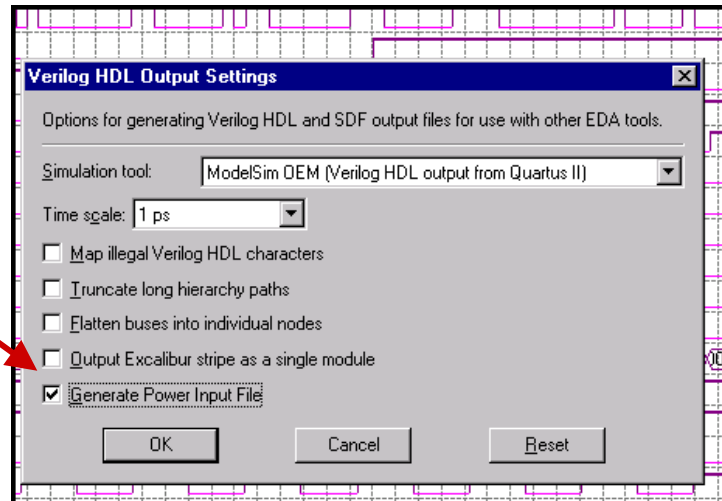 Verilog HDL Output Settings
Options for generating Verilog HDL and SDF output files for use with other EDA tools.
Simulation tool: ModelSim OEM (Verilog HDL output from Quartus II)
Time scale: 1 ps
Map illegal Verilog HDL characters
Truncate long hierarchy paths
Flatten buses into individual nodes
Output Excalibur stripe as a single module
Generate Power Input File
OK Cancel Reset